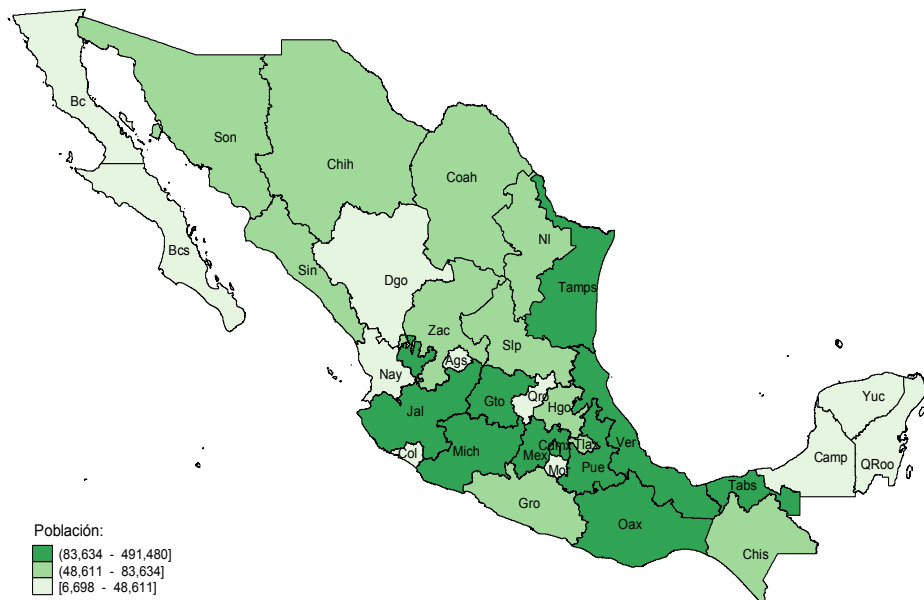 Bc
Son
Chih
Coah
Bcs
Nl
Sin
Dgo
Tamps
Zac
Slp
Ags
Nay
Qro
Yuc
Gto
Hgo
Jal
Ver
Cdmx
Tlax
Mich
Col
Mex
Camp
QRoo
Mo
Pue
Tabs
Gro
Oax
Chis
Población:
(83,634 - 491,480]
(48,611 - 83,634]
[6,698 - 48,611]